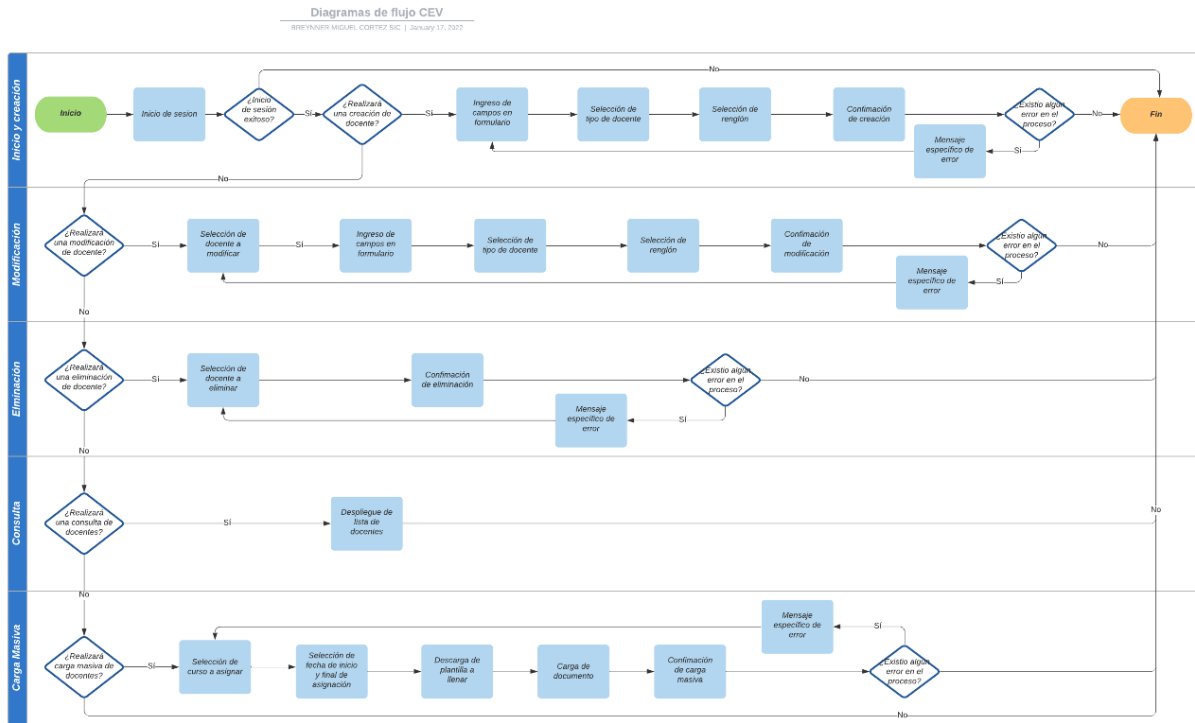 Diagramas de flujo CEV
BREYNNER MIGUEL CORTEZ SIC | January 17, 2022
Inicio y creación
Inicio
Inicio de sesion
¿Inicio
de sesión
exitoso?
Sí
¿Realizará
una creación de
docente?
Sí
Ingreso de
campos en
formulario
Selección de
tipo de docente
Selección de
renglón
Confimación
de creación
¿Existio algún
error en el
proceso?
No
Fin
No
Sí
Mensaje
específico de
error
No
Modificación
¿Realizará
una modificación
de docente?
Sí
Selección de
docente a
modificar
Sí
Ingreso de
campos en
formulario
Selección de
tipo de docente
Selección de
renglón
Confimación
de
modificación
¿Existio algún
error en el
proceso?
No
Sí
Mensaje
específico de
error
No
Elminación
¿Realizará
una eliminación
de docente?
Sí
Selección de
docente a
eliminar
Confimación
de eliminación
¿Existio algún
error en el
proceso?
No
Sí
Mensaje
específico de
error
No
Consulta
¿Realizará
una consulta de
docentes?
Sí
Despliegue de
lista de
docentes
No
No
Carga Masiva
¿Realizará
carga masiva de
docentes?
Sí
Selección de
curso a asignar
Selección de
fecha de inicio
y final de
asignación
Descarga de
plantilla a
llenar
Carga de
documento
Confimación
de carga
masiva
Mensaje
específico de
error
Sí
¿Existio algún
error en el
proceso?
No